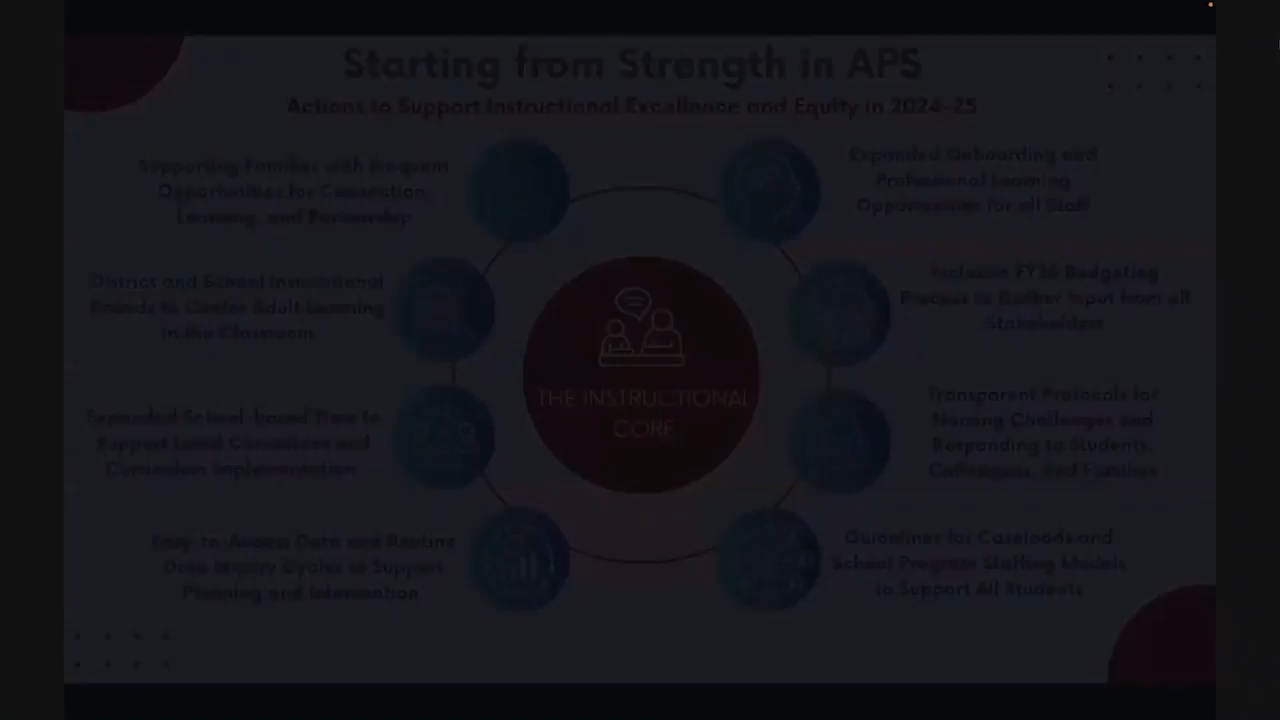 Starting from Strength in APS
Actions to Support Instructional Excellence and Equity in 2024-25
Supporting Families with Frequent
Opportunities for Connection,
Learning, and Partnership
Expanded Onboarding and
Professional Learning
Opportunities for all Staff
District and School Instructional
Rounds to Center Adult Learning
in the Classroom
Inclusive FY26 Budgeting
Process to Gather Input from all
Stakeholders
THE INSTRUCTIONAL
CORE
Expanded School-based Time to
Support and
Curriculum Implementation
Transparent Protocols for
Naming Challenges and
Responding to Students,
Colleagues, and Families
Easy-to-Access Data and Routine
Data Inquiry Cycles to Support
Planning and Intervention
Guidelines for Caseloads and
School Program Staffing Models
to Support All Students